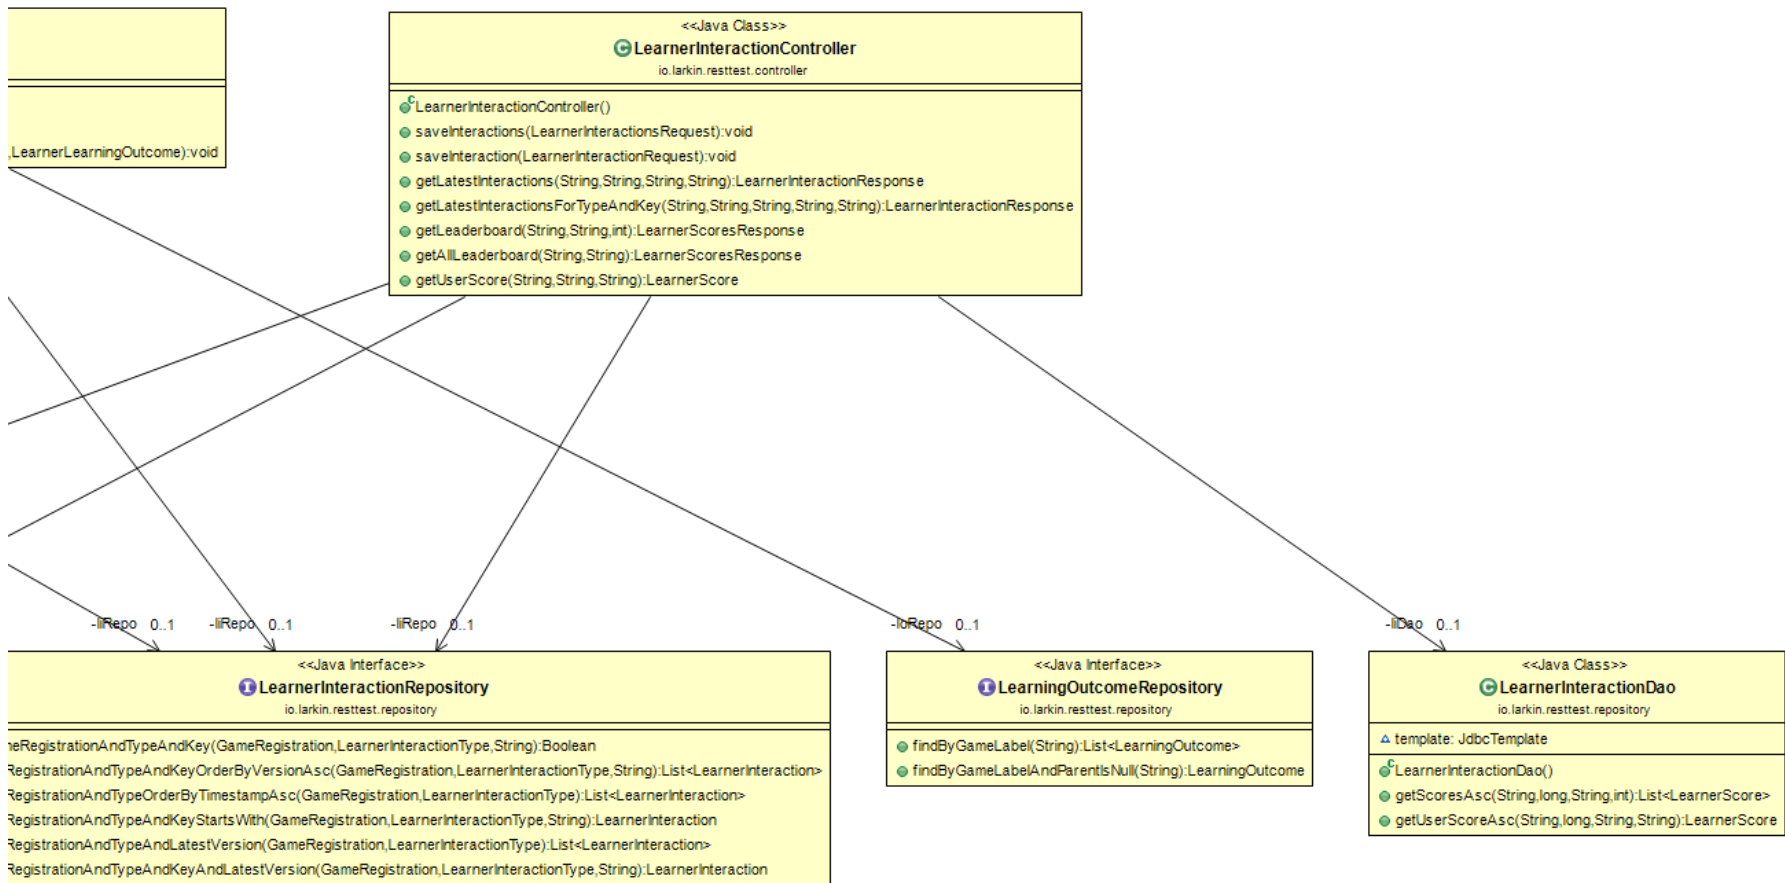 ,LearnerLearningOutcome):void
<<Java Class>>
LearnerInteractionController
io.larkin.resttest.controller
LearnerInteractionController()
saveInteractions(LearnerInteractionsRequest):void
saveInteraction(LearnerInteractionRequest):void
getLatestInteractions(String,String,String,String):LearnerInteractionResponse
getLatestInteractionsForTypeAndKey(String,String,String,String,String):LearnerInteractionResponse
getLeaderboard(String,String,int):LearnerScoresResponse
getAllLeaderboard(String,String):LearnerScoresResponse
getUserScore(String,String,String):LearnerScore
-liRepo 0..1
-liRepo 0..1
-liRepo 0..1
-loRepo 0..1
-liDao 0..1
<<Java Interface>>
LearnerInteractionRepository
io.larkin.resttest.repository
neRegistrationAndTypeAndKey(GameRegistration,LearnerInteractionType,String):Boolean
RegistrationAndTypeAndKeyOrderByVersionAsc(GameRegistration,LearnerInteractionType,String):List<LearnerInteraction>
RegistrationAndTypeOrderByTimestampAsc(GameRegistration,LearnerInteractionType):List<LearnerInteraction>
RegistrationAndTypeAndKeyStartsWith(GameRegistration,LearnerInteractionType,String):LearnerInteraction
RegistrationAndTypeAndLatestVersion(GameRegistration,LearnerInteractionType):List<LearnerInteraction>
RegistrationAndTypeAndKeyAndLatestVersion(GameRegistration,LearnerInteractionType,String):LearnerInteraction
<<Java Interface>>
LearningOutcomeRepository
io.larkin.resttest.repository
findByGameLabel(String):List<LearningOutcome>
findByGameLabelAndParentIsNull(String):LearningOutcome
<<Java Class>>
LearnerInteractionDao
io.larkin.resttest.repository
template: JdbcTemplate
LearnerInteractionDao()
getScoresAsc(String,long,String,int):List<LearnerScore>
getUserScoreAsc(String,long,String,String):LearnerScore